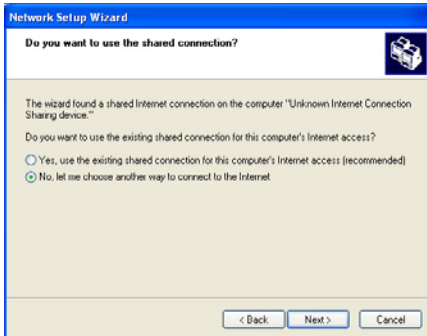 Network Setup Wizard
Do you want to use the shared connection?
The wizard found a shared Internet connection on the computer "Unknown Internet Connection
Sharing device."
Do you want to use the existing shared connection for this computer's Internet access?
Yes, use the existing shared connection for this computer's Internet access (recommended)
No, let me choose another way to connect to the Internet
< Back Next > Cancel